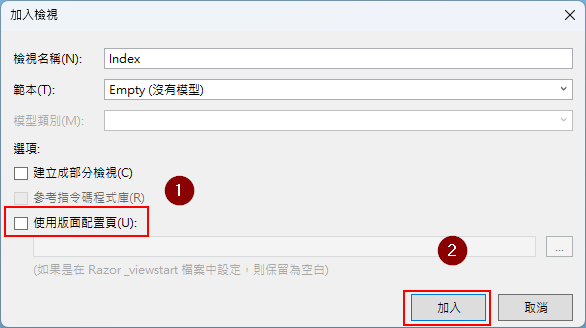 加入檢視
檢視名稱(N): Index
範本(T): Empty (沒有模型)
模型類別(M):
選項:
建立成部分檢視(C)
1
參考指令碼程式庫(R)
使用版面配置頁(U):
...
2
(如果是在 Razor _viewstart 檔案中設定，則保留為空白)
加入 取消